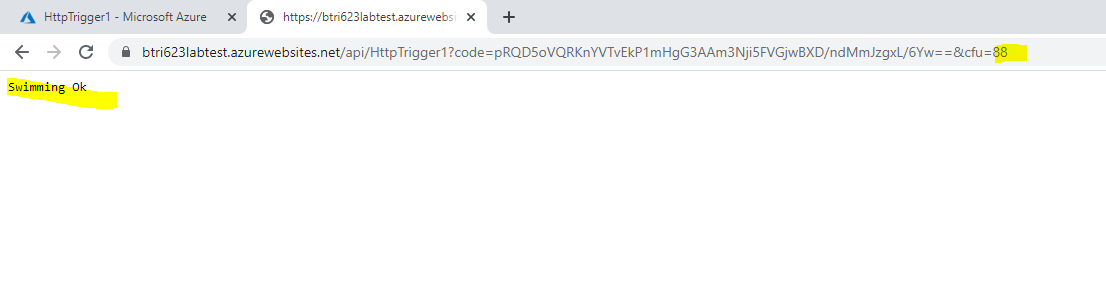 HttpTrigger1 - Microsoft Azure
https://btri623labtest.azurewebsi
btri623labtest.azurewebsites.net/api/HttpTrigger1?code=pRQD5oVQRKnYVTvEkP1mHgG3AAm3Nji5FVGjwBXD/ndMmJzgxL/6Yw==&cfu=88
Swimming Ok